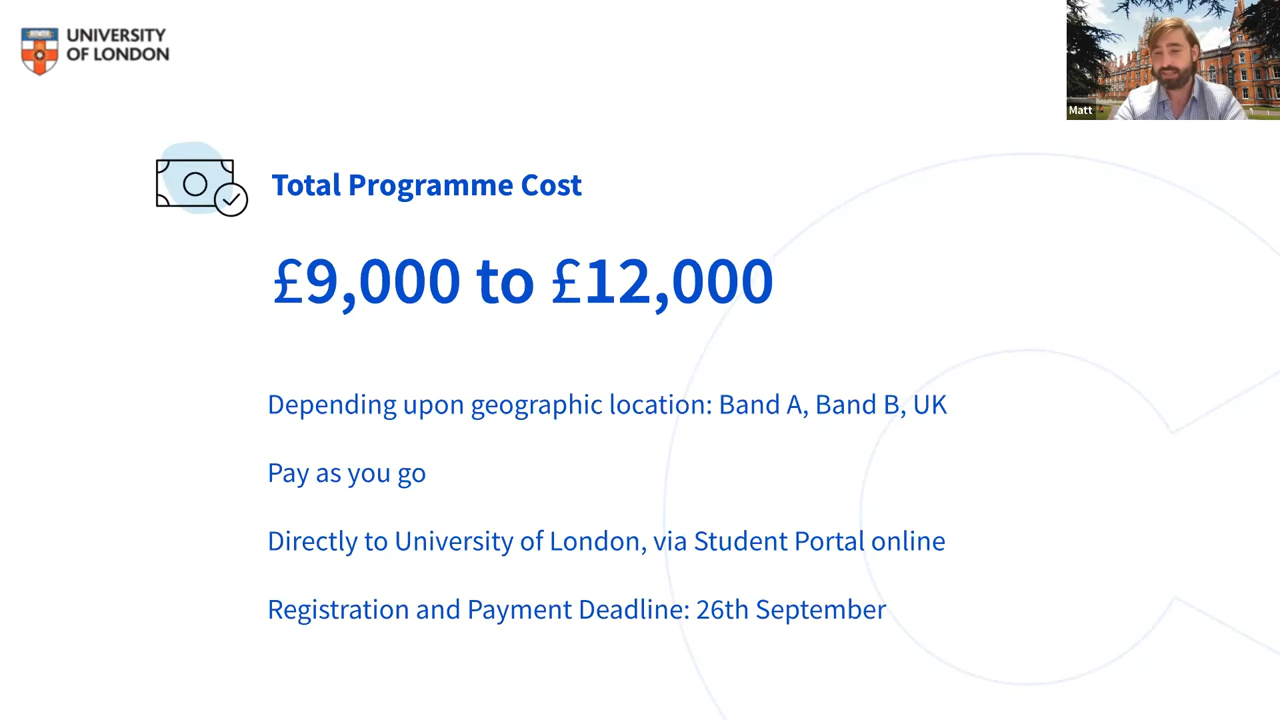 UNIVERSITY
OF LONDON
Matt
Total Programme Cost
£9,000 to £12,000
Depending upon geographic location: Band A, Band B, UK
Pay as you go
Directly to University of London, via Student Portal online
Registration and Payment Deadline: 26th September